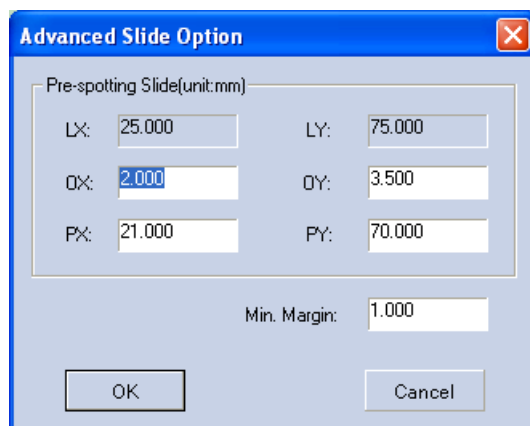 Advanced Slide Option
Pre-spotting Slide(unit:mm)
LX: 25.000 LY: 75.000
OX: 2.000 OY: 3.500
PX: 21.000 PY: 70.000
Min. Margin: 1.000
OK Cancel